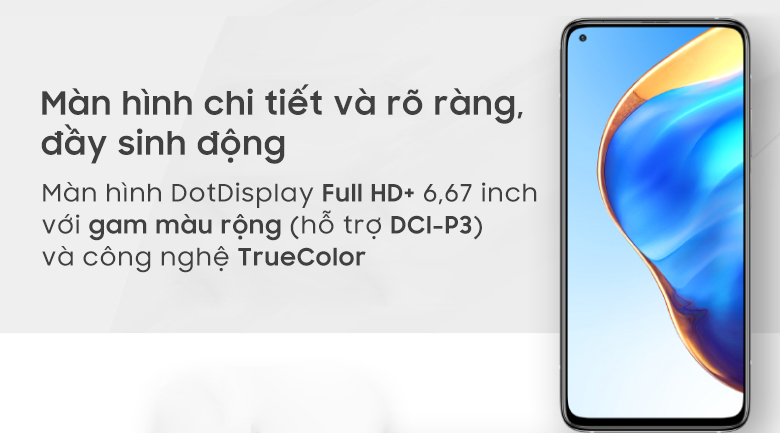 Màn hình chi tiết và rõ ràng,
đầy sinh động
Màn hình DotDisplay Full HD+ 6,67 inch
với gam màu rộng (hỗ trợ DCI-P3)
và công nghệ TrueColor